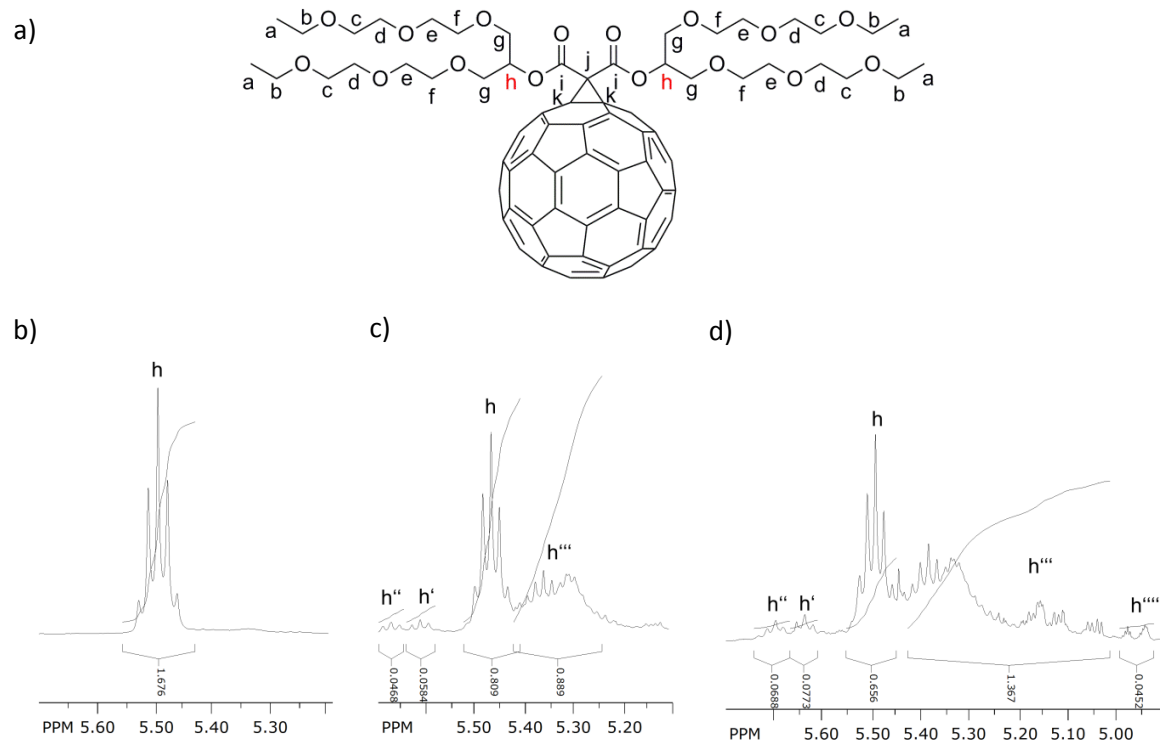 a)
a b O c d O e f O g O O g O f e O d c O b a
a b O c d O e f O g h O i j i O h g O f e O d c O b a
k k
b)
c)
d)
h
h
h
h‘‘ h‘ h‘‘‘
h‘‘ h‘ h‘‘‘ h‘‘‘‘
1.676
0.0468 0.0584 0.809 0.889
0.0688 0.0773 0.656 1.367 0.0452
PPM 5.60 5.50 5.40 5.30
PPM 5.50 5.40 5.30 5.20
PPM 5.60 5.50 5.40 5.30 5.20 5.10 5.00